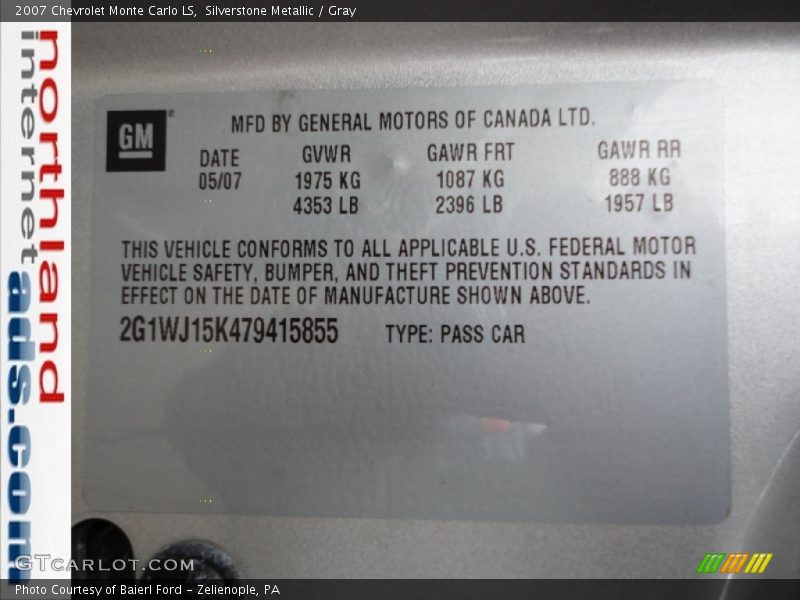 2007 Chevrolet Monte Carlo LS, Silverstone Metallic / Gray
northland
internet ads.com
GM®
MFD BY GENERAL MOTORS OF CANADA LTD.
DATE GVWR GAWR FRT GAWR RR
05/07 1975 KG 1087 KG 888 KG
4353 LB 2396 LB 1957 LB
THIS VEHICLE CONFORMS TO ALL APPLICABLE U.S. FEDERAL MOTOR
VEHICLE SAFETY, BUMPER, AND THEFT PREVENTION STANDARDS IN
EFFECT ON THE DATE OF MANUFACTURE SHOWN ABOVE.
2G1WJ15K479415855 TYPE: PASS CAR
GTCARLOT.COM
Photo Courtesy of Baierl Ford - Zelienople, PA